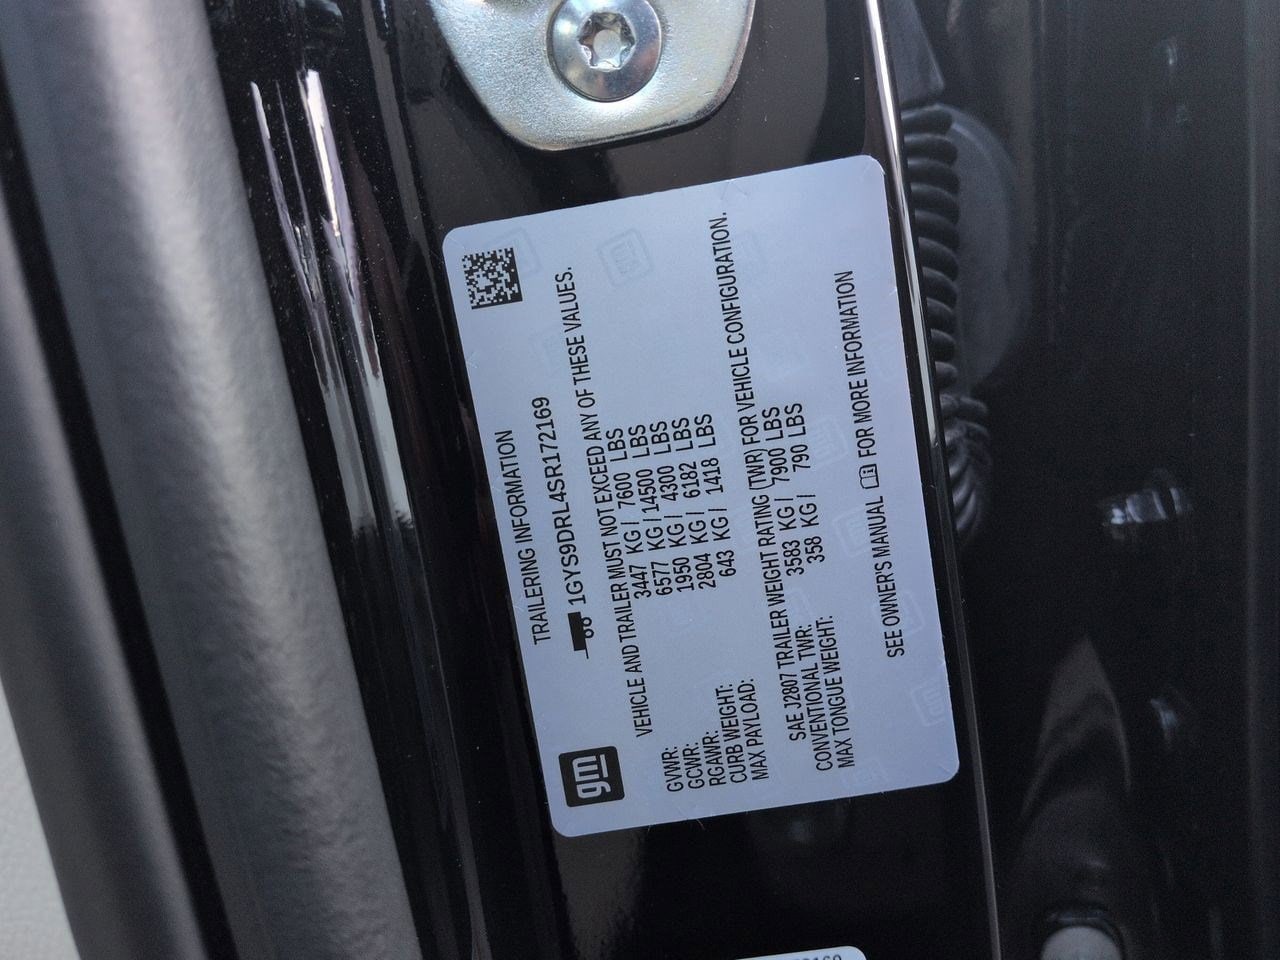 TRAILERING INFORMATION
1GYS9DRL4SR172169
gm
VEHICLE AND TRAILER MUST NOT EXCEED ANY OF THESE VALUES.
GVWR: 3447 KG / 7600 LBS
GCWR: 6577 KG / 14500 LBS
RGAWR: 1950 KG / 4300 LBS
CURB WEIGHT: 2804 KG / 6182 LBS
MAX PAYLOAD: 643 KG / 1418 LBS
SAE J2807 TRAILER WEIGHT RATING (TWR) FOR VEHICLE CONFIGURATION.
CONVENTIONAL TWR: 3583 KG / 7900 LBS
MAX TONGUE WEIGHT: 358 KG / 790 LBS
SEE OWNER'S MANUAL FOR MORE INFORMATION